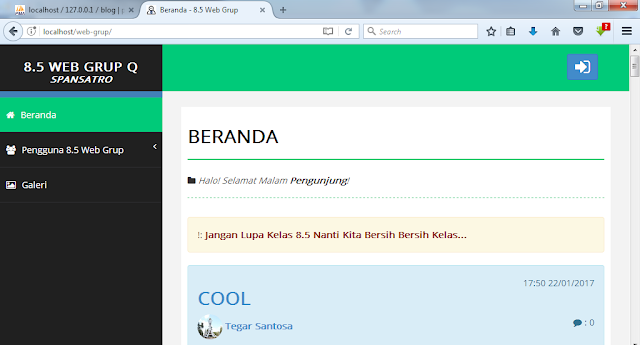 localhost / 127.0.0.1 / blog | p
Beranda - 8.5 Web Grup
localhost/web-grup/
Search
8.5 WEB GRUP Q
SPANSATRO
Beranda
Pengguna 8.5 Web Grup
Galeri
BERANDA
Halo! Selamat Malam Pengunjung!
!: Jangan Lupa Kelas 8.5 Nanti Kita Bersih Bersih Kelas...
17:50 22/01/2017
COOL
Tegar Santosa
: 0